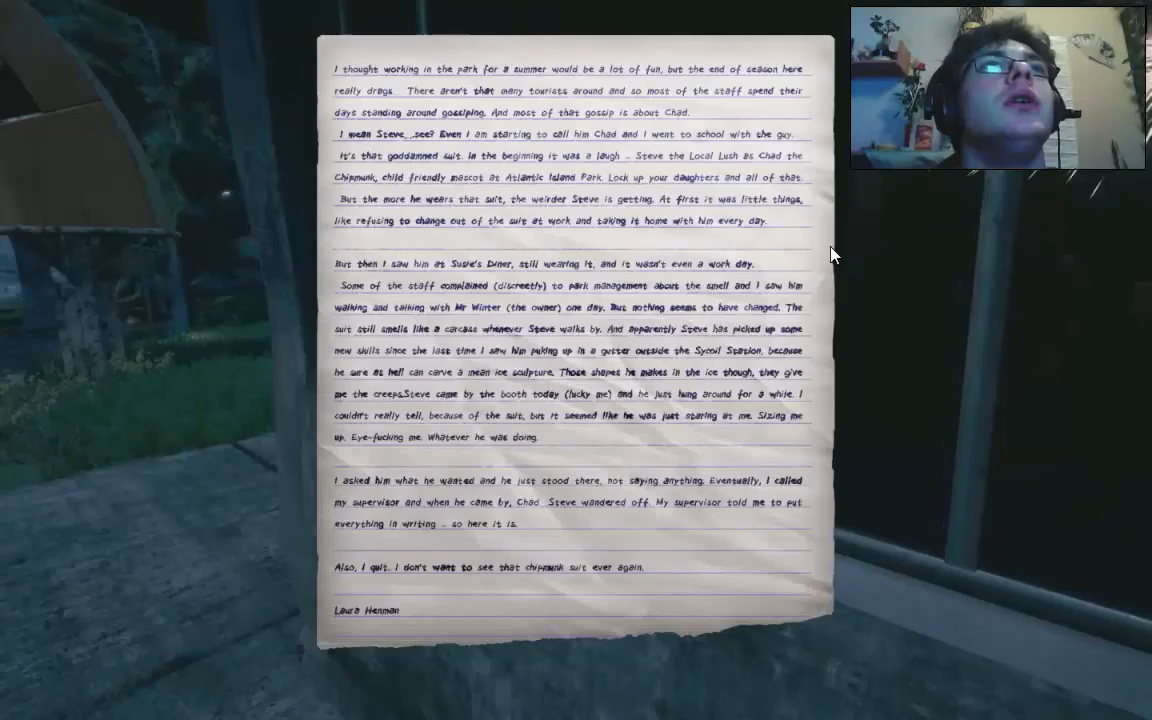 I thought working in the park for a summer would be a lot of fun, but the end of season here
really drags. There aren't that many tourists around and so most of the staff spend their
days standing around gossiping. And most of that gossip is about Chad.
I mean Steve...see? Even I am starting to call him Chad and I went to school with the guy.
It's that goddamned suit. In the beginning it was a laugh - Steve the Local Lush as Chad the
Chipmunk, child friendly mascot at Atlantic Island Park. Lock up your daughters and all of that.
But the more he wears that suit, the weirder Steve is getting. At first it was little things,
like refusing to change out of the suit at work and taking it home with him every day.
But then I saw him at Susie's Diner, still wearing it, and it wasn't even a work day.
Some of the staff complained (discreetly) to park management about the smell and I saw him
walking and talking with Mr Winter (the owner) one day. But nothing seems to have changed. The
suit still smells like a carcass whenever Steve walks by. And apparently Steve has picked up some
new skills since the last time I saw him puking up in a gutter outside the Sycoil Station, because
he sure as hell can carve a mean ice sculpture. Those shapes he makes in the ice though, they give
me the creeps.Steve came by the booth today (lucky me) and he just hung around for a while. I
couldn't really tell, because of the suit, but it seemed like he was just staring at me. Sizing me
up. Eye-fucking me. Whatever he was doing.
I asked him what he wanted and he just stood there, not saying anything. Eventually, I called
my supervisor and when he came by, Chad...Steve wandered off. My supervisor told me to put
everything in writing - so here it is.
Also, I quit. I don't want to see that chipmunk suit ever again.
Laura Henman